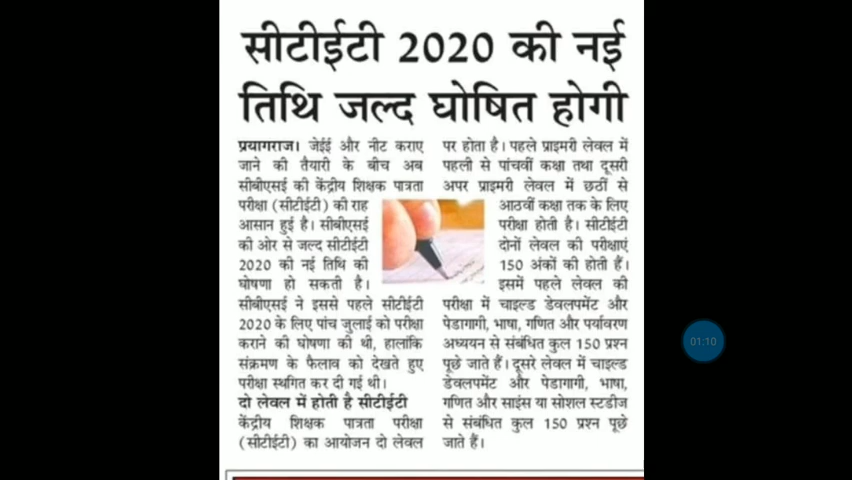 सीटीईटी 2020 की नई
तिथि जल्द घोषित होगी
प्रयागराज। जेईई और नीट कराए
जाने की तैयारी के बीच अब
सीबीएसई की केंद्रीय शिक्षक पात्रता
परीक्षा (सीटीईटी) की राह
आसान हुई है। सीबीएसई
की ओर से जल्द सीटीईटी
2020 की नई तिथि की
घोषणा हो सकती है।
सीबीएसई ने इससे पहले सीटीईटी
2020 के लिए पांच जुलाई को परीक्षा
कराने की घोषणा की थी, हालांकि
संक्रमण के फैलाव को देखते हुए
परीक्षा स्थगित कर दी गई थी।
दो लेवल में होती है सीटीईटी
केंद्रीय शिक्षक पात्रता परीक्षा
(सीटीईटी) का आयोजन दो लेवल
पर होता है। पहले प्राइमरी लेवल में
पहली से पांचवीं कक्षा तथा दूसरी
अपर प्राइमरी लेवल में छठीं से
आठवीं कक्षा तक के लिए
परीक्षा होती है। सीटीईटी
दोनों लेवल की परीक्षाएं
150 अंकों की होती हैं।
इसमें पहले लेवल की
परीक्षा में चाइल्ड डेवलपमेंट और
पेडागागी, भाषा, गणित और पर्यावरण
अध्ययन से संबंधित कुल 150 प्रश्न
पूछे जाते हैं। दूसरे लेवल में चाइल्ड
डेवलपमेंट और पेडागागी, भाषा,
गणित और साइंस या सोशल स्टडीज
से संबंधित कुल 150 प्रश्न पूछे
जाते हैं।
01:10